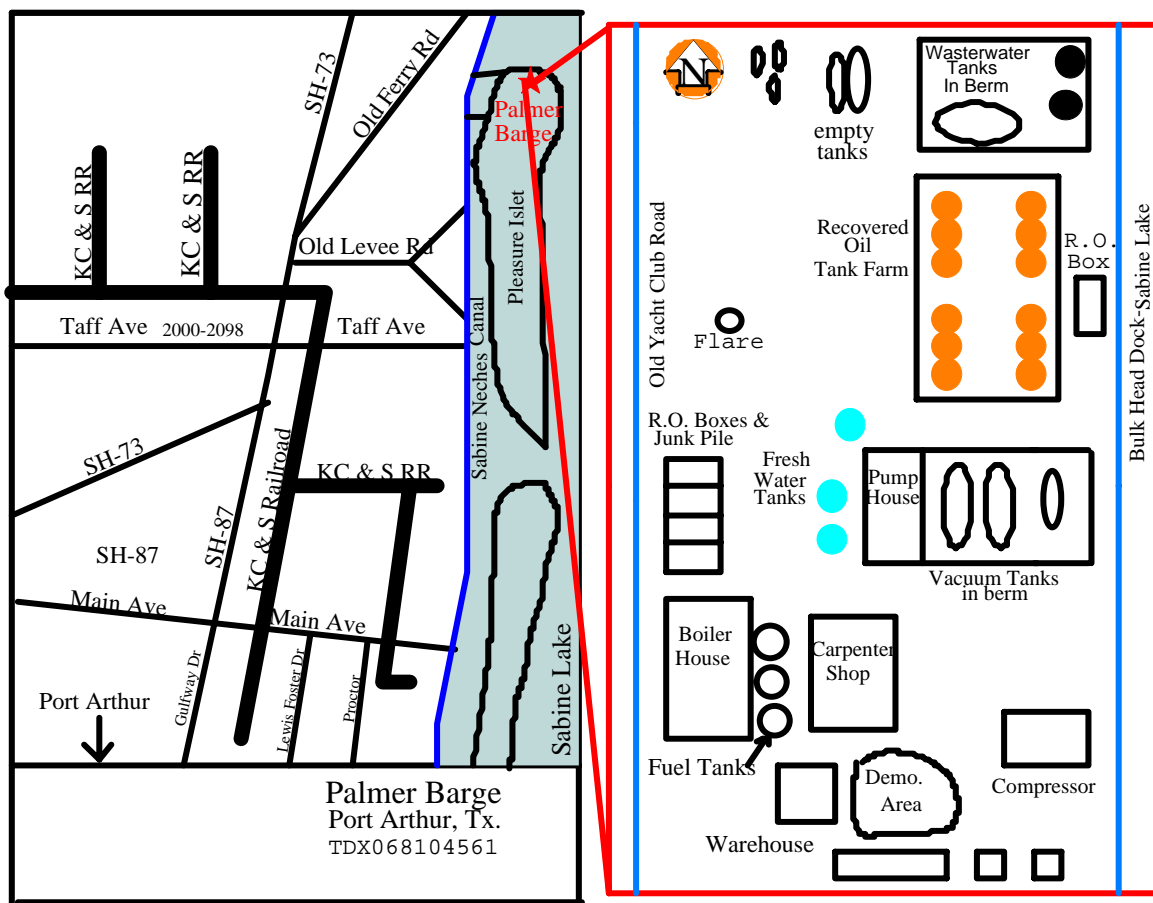 SH-73
Old Ferry Rd
KC & S RR
KC & S RR
Palmer
Barge
Old Levee Rd
Pleasure Islet
Taff Ave
2000-2098
Taff Ave
Sabine Neches Canal
SH-73
KC & S RR
KC & S Railroad
SH-87
SH-87
Main Ave
Main Ave
Gulfway Dr
Lewis Foster Dr
Proctor
Port Arthur
Sabine Lake
Palmer Barge
Port Arthur, Tx.
TDX068104561
N
empty
tanks
Wasterwater
Tanks
In Berm
Old Yacht Club Road
Recovered
Oil
Tank Farm
R.O.
Box
Bulk Head Dock-Sabine Lake
Flare
R.O. Boxes &
Junk Pile
Fresh
Water
Tanks
Pump
House
Vacuum Tanks
in berm
Boiler
House
Carpenter
Shop
Fuel Tanks
Demo.
Area
Compressor
Warehouse